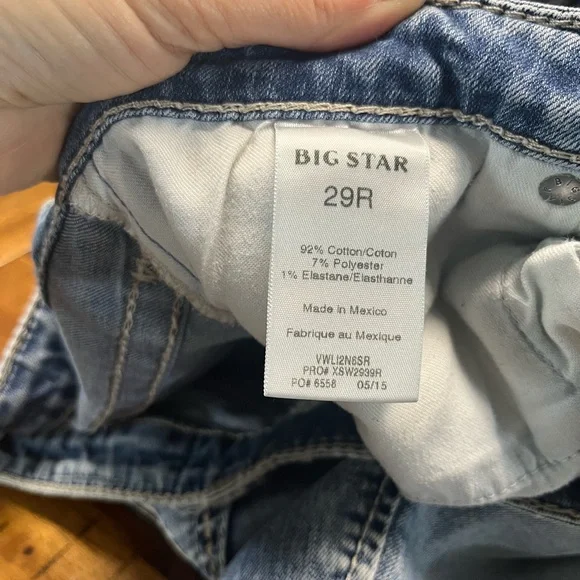 BIG STAR
29R
92% Cotton/Coton
7% Polyester
1% Elastane/Elasthanne
Made in Mexico
Fabrique au Mexique
VWLI2N6SR
PRO# XSW2939R
PO# 6558 05/15